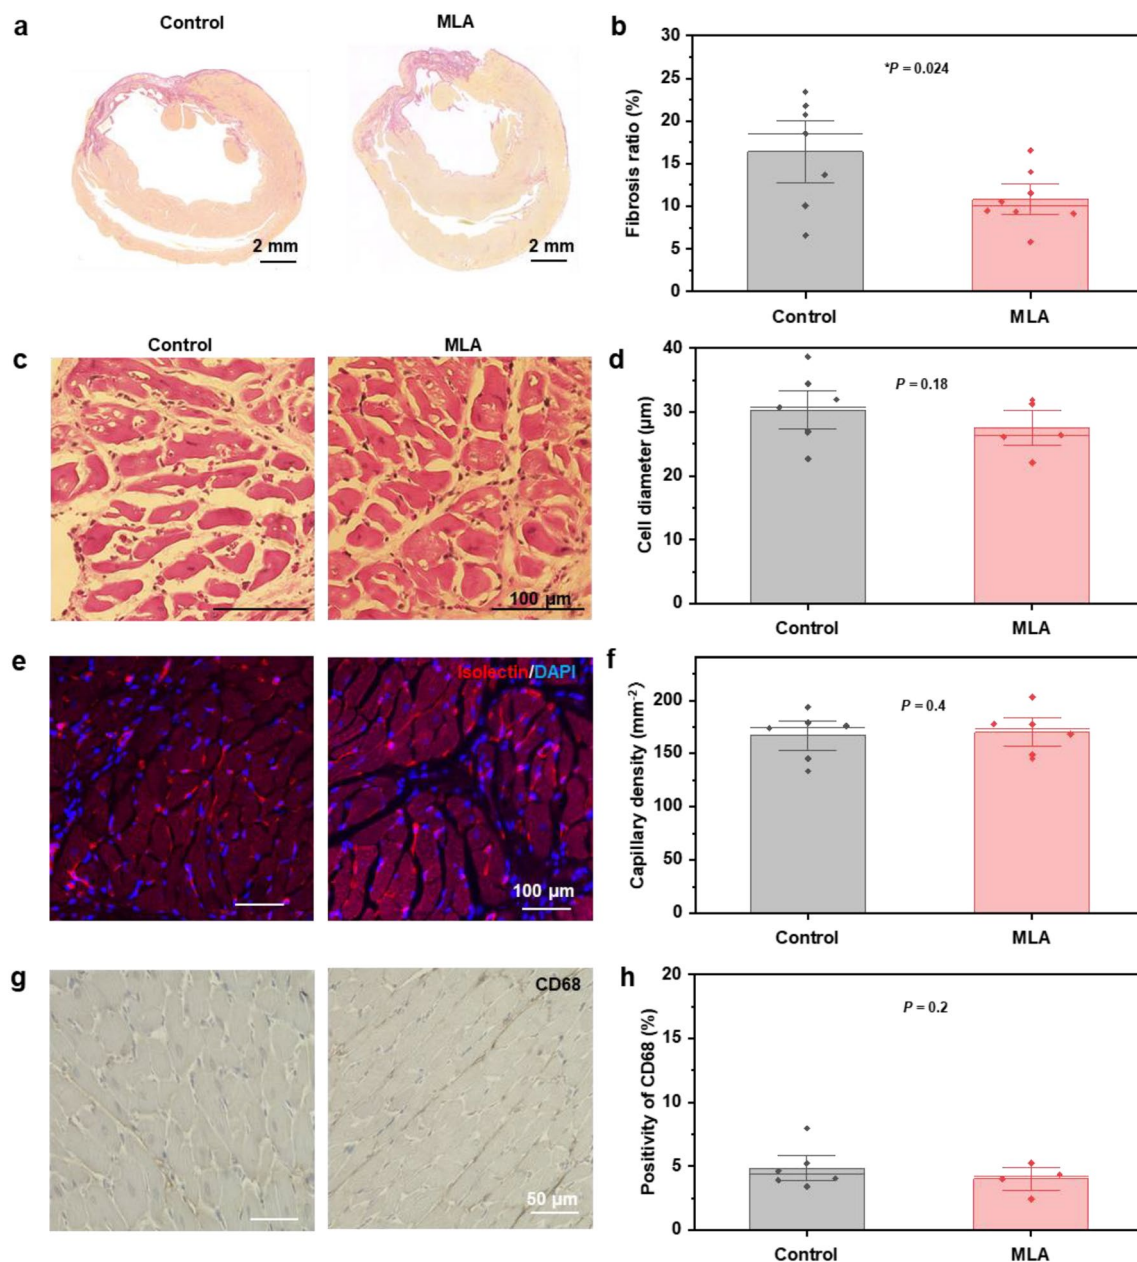 a
Control
MLA
2 mm
2 mm
b
30
25
20
15
10
5
0
Fibrosis ratio (%)
*P = 0.024
Control
MLA
c
Control
MLA
100 µm
d
40
30
20
10
0
Cell diameter (µm)
P = 0.18
Control
MLA
e
Isolectin/DAPI
100 µm
f
200
150
100
50
0
Capillary density (mm⁻²)
P = 0.4
Control
MLA
g
CD68
50 µm
h
20
15
10
5
0
Positivity of CD68 (%)
P = 0.2
Control
MLA